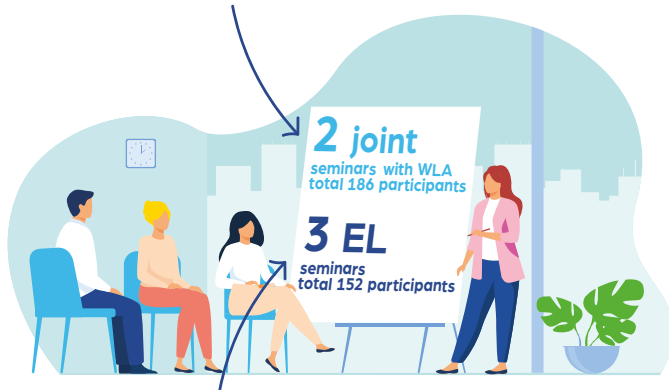 2 joint
seminars with WLA
total 186 participants
3 EL
seminars
total 152 participants